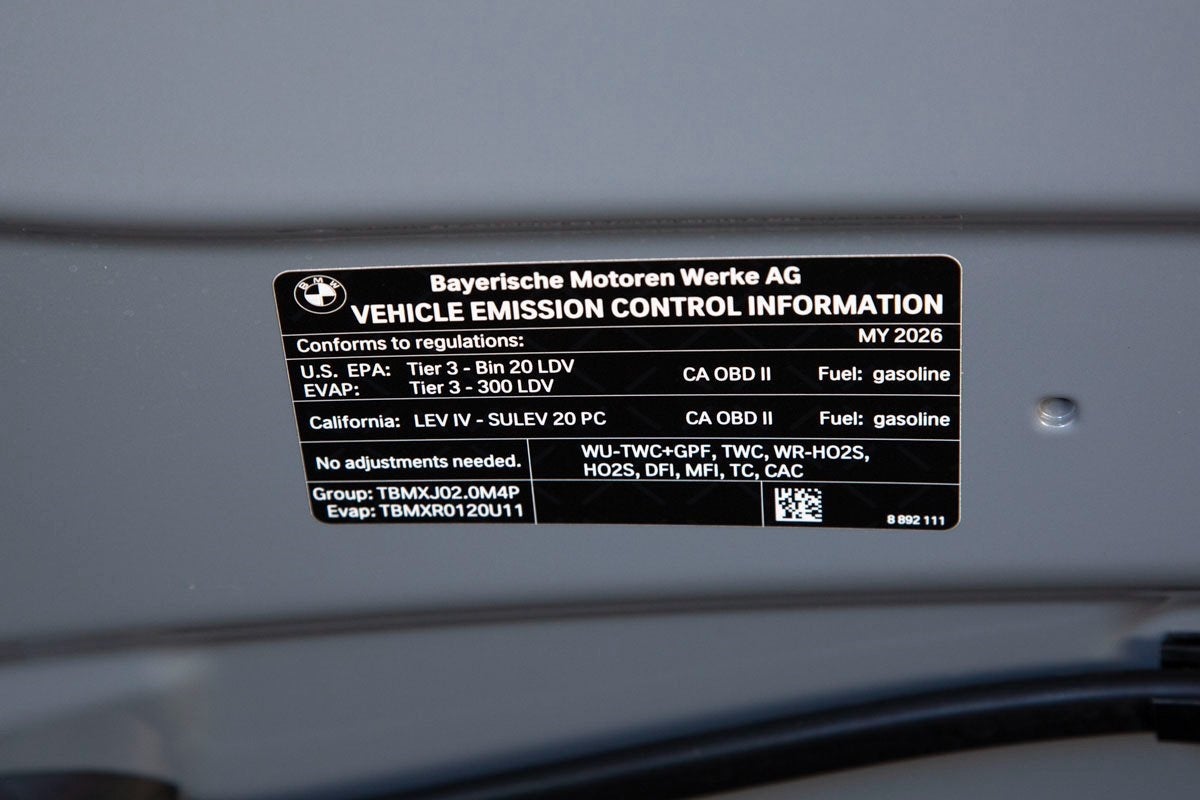 BMW
Bayerische Motoren Werke AG
VEHICLE EMISSION CONTROL INFORMATION
Conforms to regulations: MY 2026
U.S. EPA: Tier 3 - Bin 20 LDV CA OBD II Fuel: gasoline
EVAP: Tier 3 - 300 LDV
California: LEV IV - SULEV 20 PC CA OBD II Fuel: gasoline
No adjustments needed.
WU-TWC+GPF, TWC, WR-HO2S,
HO2S, DFI, MFI, TC, CAC
Group: TBMXJ02.0M4P
Evap: TBMXR0120U11
8 892 111